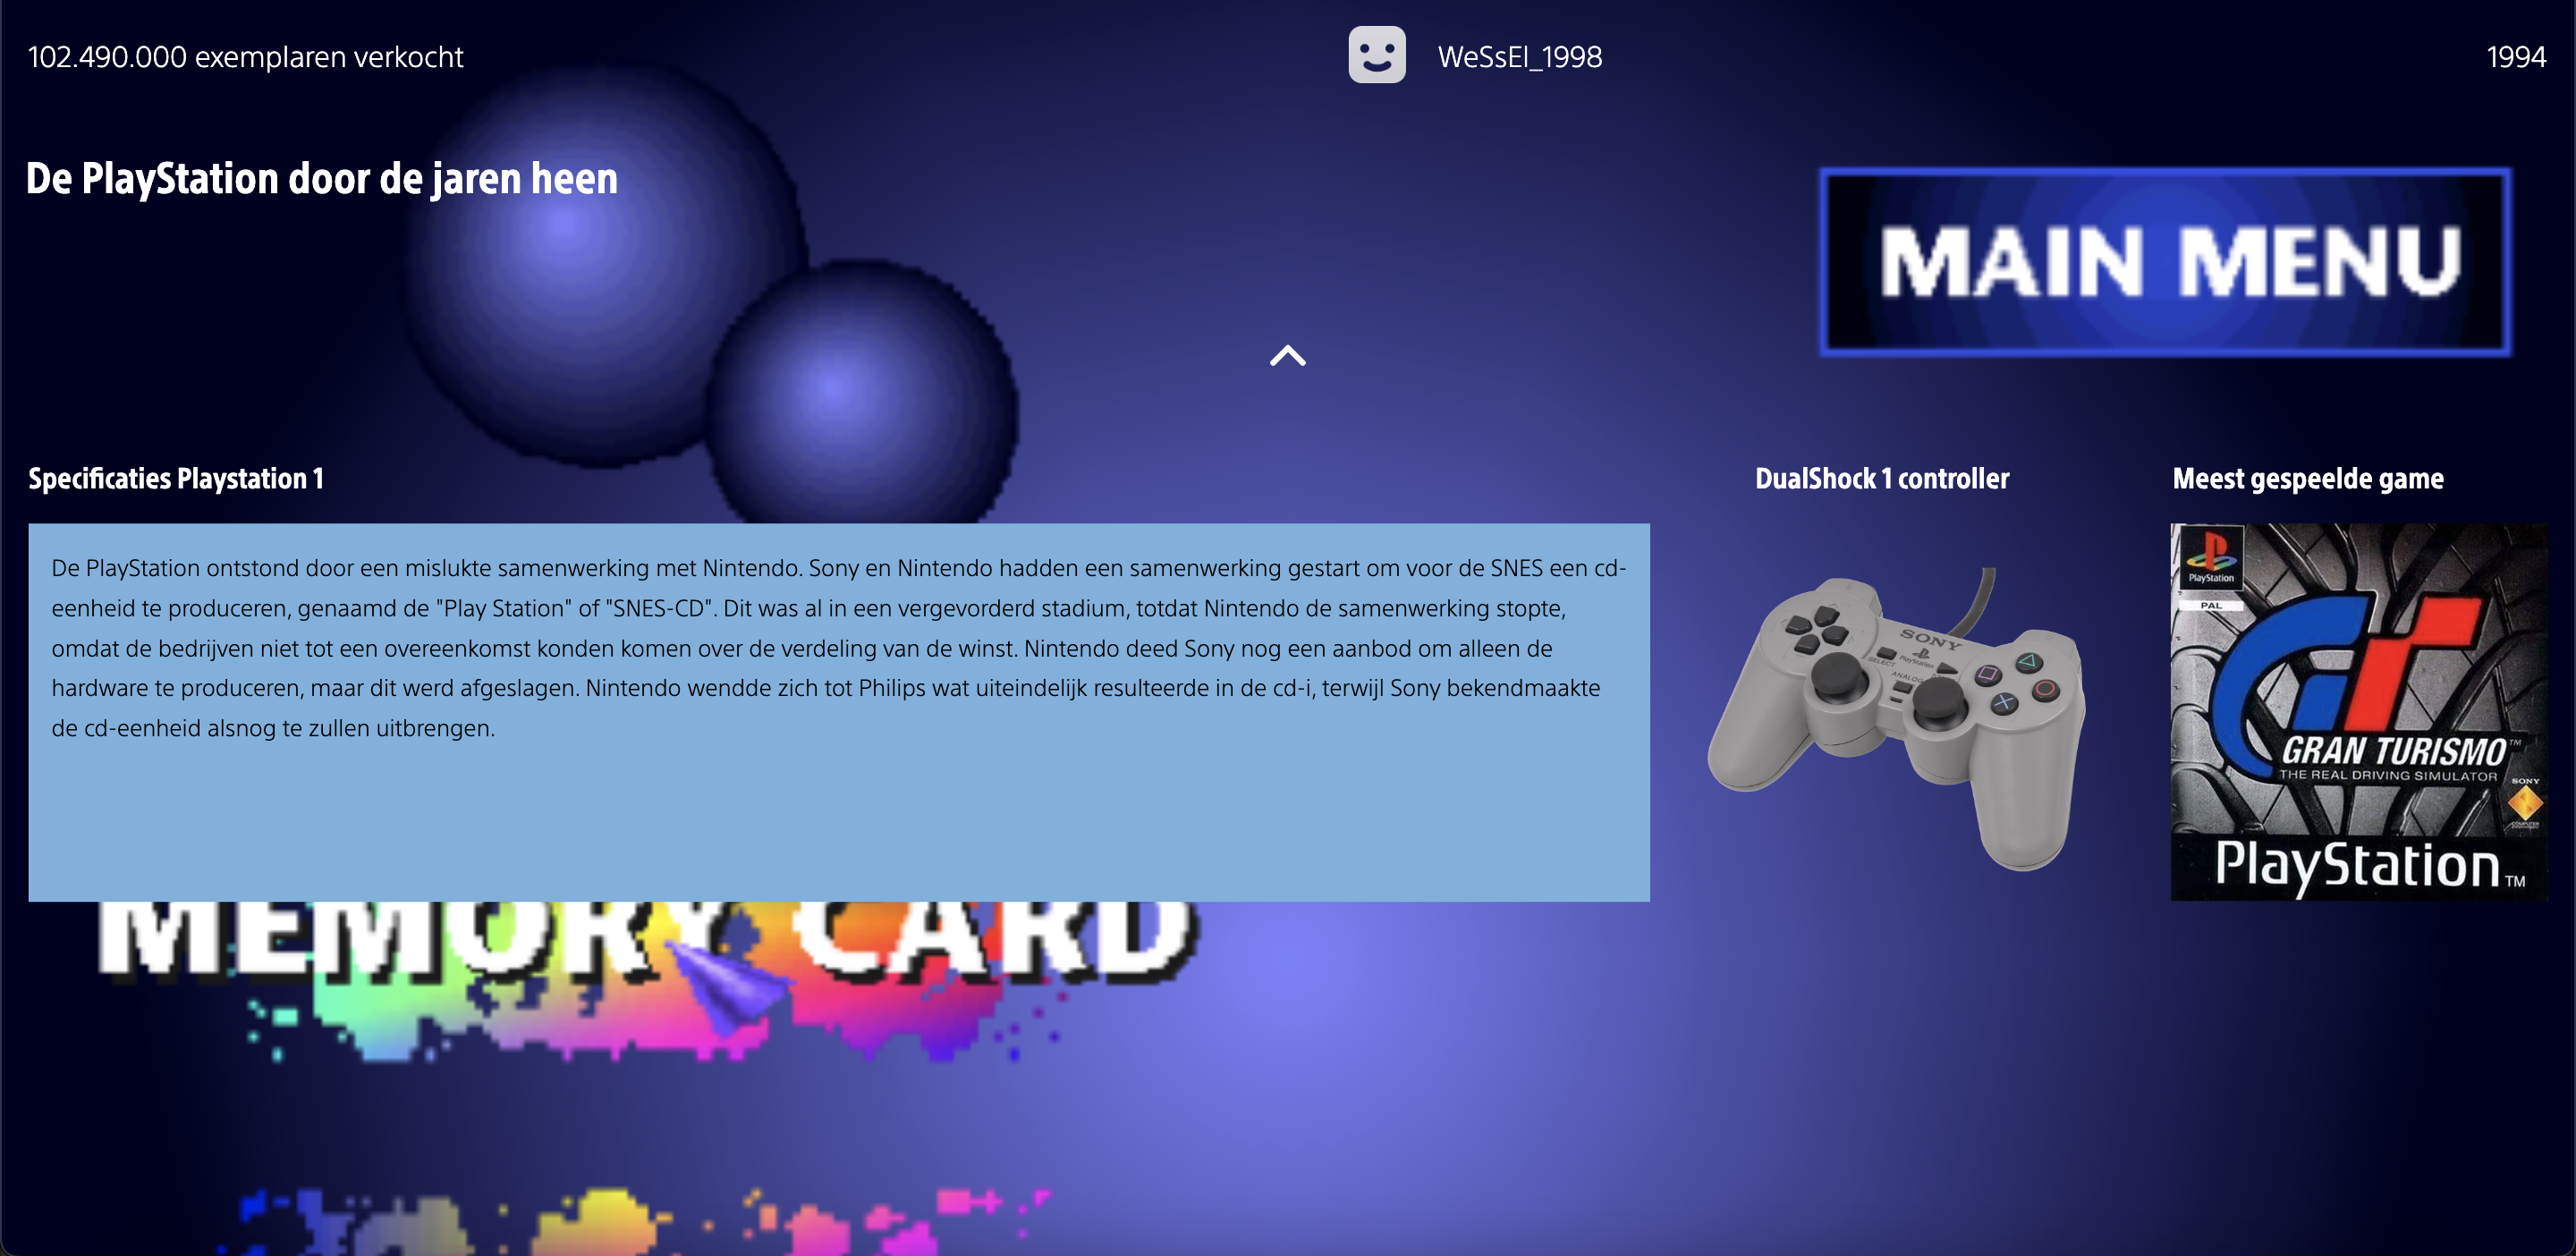 102.490.000 exemplaren verkocht
WeSsEl_1998
1994
De PlayStation door de jaren heen
MAIN MENU
Specificaties Playstation 1
DualShock 1 controller
Meest gespeelde game
De PlayStation ontstond door een mislukte samenwerking met Nintendo. Sony en Nintendo hadden een samenwerking gestart om voor de SNES een cd-
eenheid te produceren, genaamd de "Play Station" of "SNES-CD". Dit was al in een vergevorderd stadium, totdat Nintendo de samenwerking stopte,
omdat de bedrijven niet tot een overeenkomst konden komen over de verdeling van de winst. Nintendo deed Sony nog een aanbod om alleen de
hardware te produceren, maar dit werd afgeslagen. Nintendo wendde zich tot Philips wat uiteindelijk resulteerde in de cd-i, terwijl Sony bekendmaakte
de cd-eenheid alsnog te zullen uitbrengen.
SONY
PlayStation
SELECT
ANALOG
PlayStation
PAL
GRAN TURISMO™
THE REAL DRIVING SIMULATOR
SONY
PlayStation™
MEMORY CARD